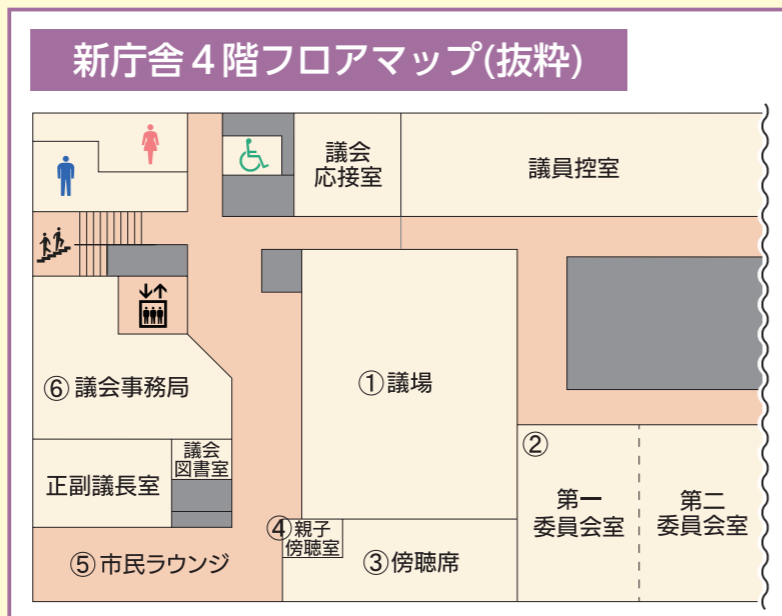 新庁舎４階フロアマップ(抜粋)
議会
応接室
議員控室
⑥議会事務局
①議場
議会
図書室
正副議長室
②
第一
委員会室
第二
委員会室
④親子
傍聴室
③傍聴席
⑤市民ラウンジ